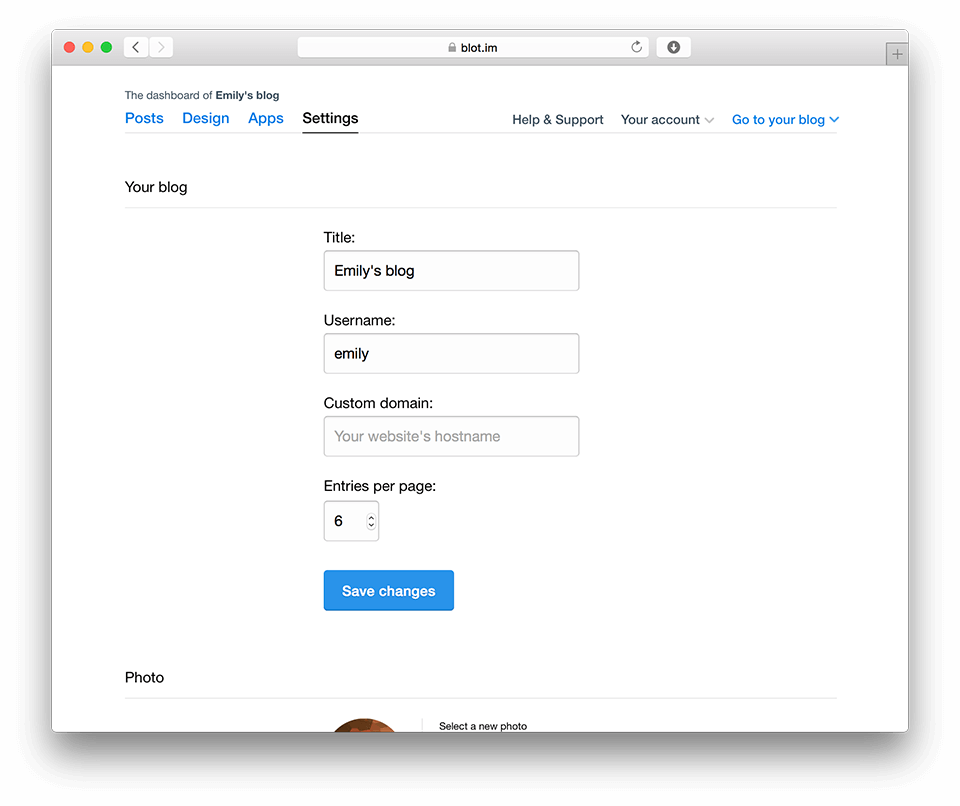 blot.im
The dashboard of Emily's blog
Posts Design Apps Settings Help & Support Your account Go to your blog
Your blog
Title:
Emily's blog
Username:
emily
Custom domain:
Your website's hostname
Entries per page:
6
Save changes
Photo
Select a new photo